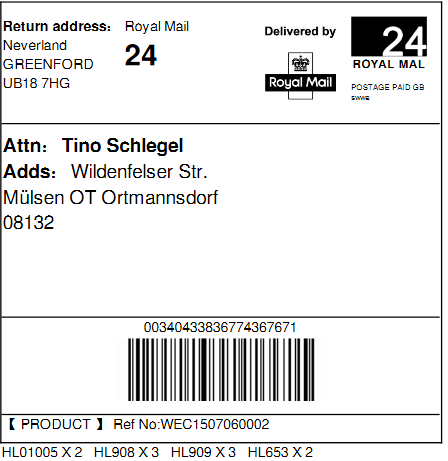 Return address: Royal Mail
Neverland
GREENFORD
UB18 7HG
24
Delivered by
Royal Mail
24
ROYAL MAL
POSTAGE PAID GB
SWWE
Attn： Tino Schlegel
Adds： Wildenfelser Str.
Mülsen OT Ortmannsdorf
08132
00340433836774367671
【 PRODUCT 】 Ref No:WEC1507060002
HL01005 X 2 HL908 X 3 HL909 X 3 HL653 X 2